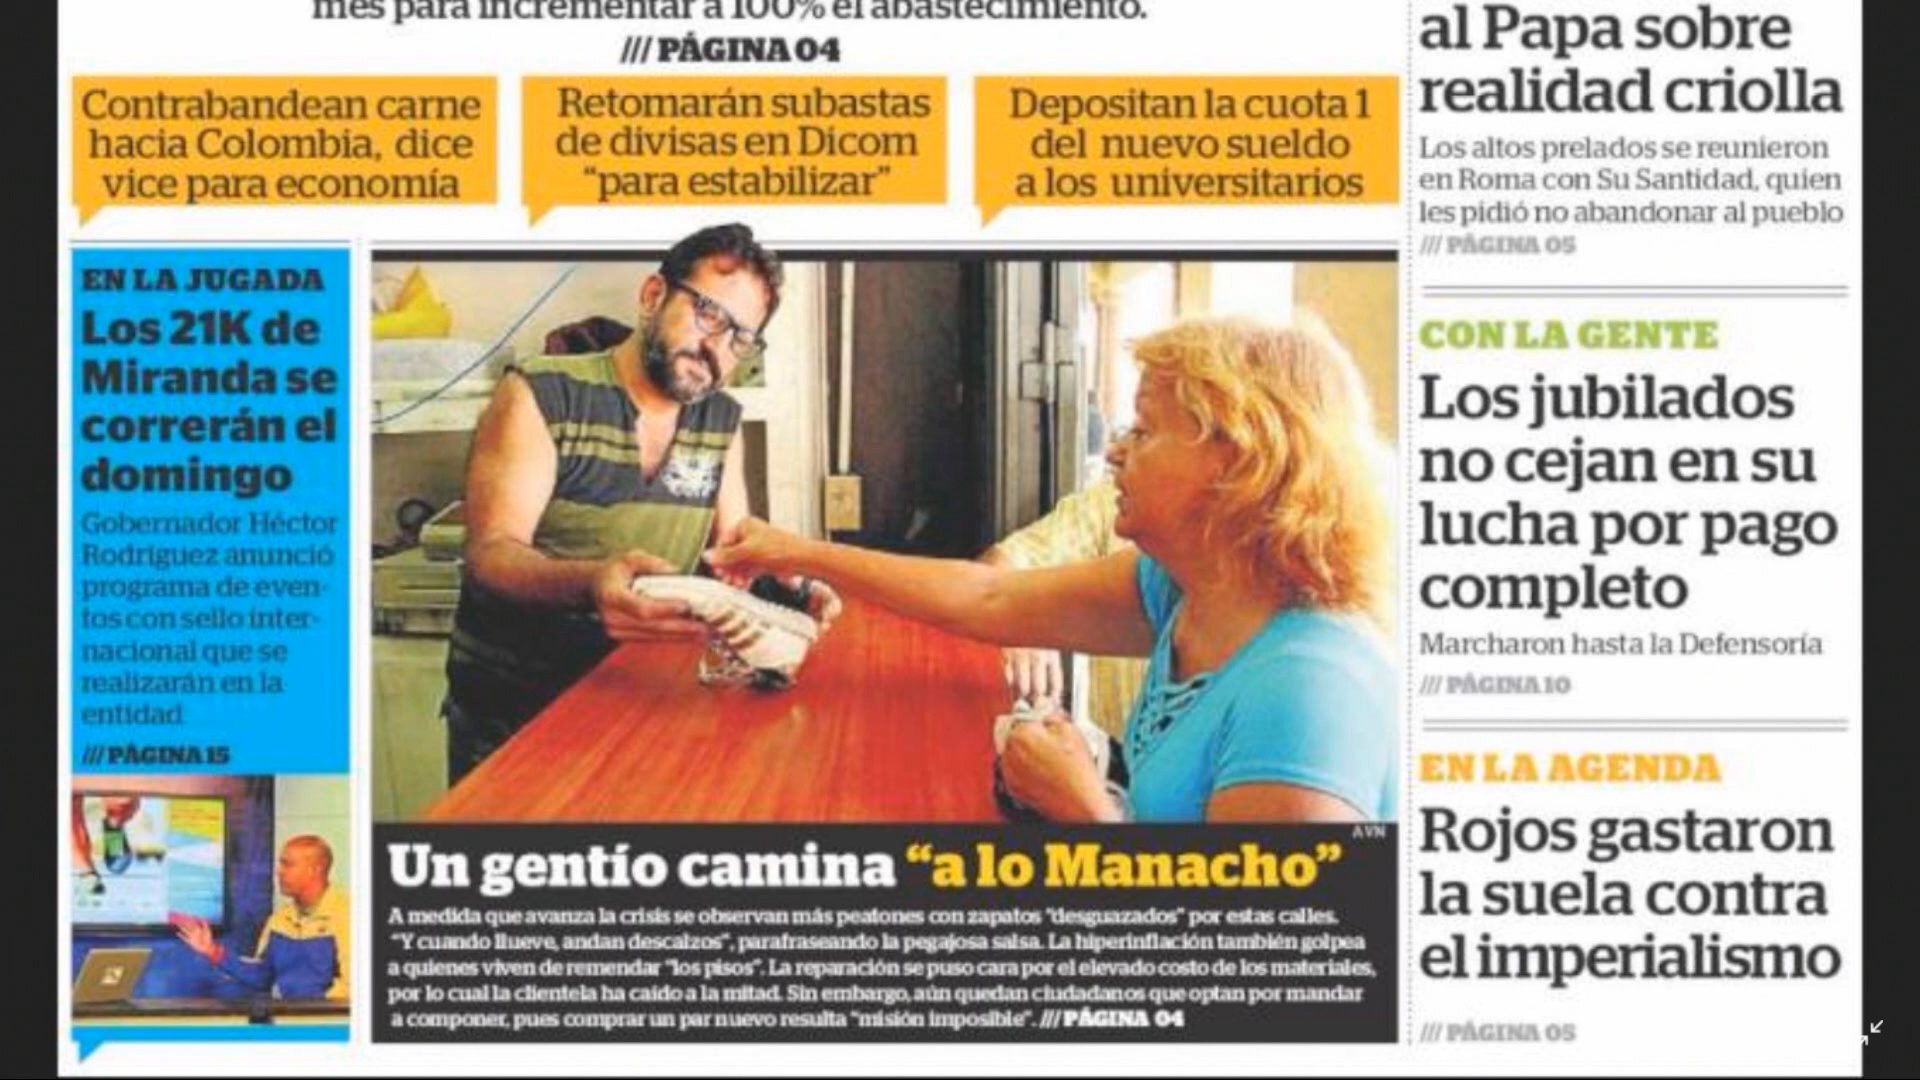 mes para incrementar a 100% el abastecimiento.
/// PÁGINA 04
Contrabandean carne
hacia Colombia, dice
vice para economía
Retomarán subastas
de divisas en Dicom
“para estabilizar”
Depositan la cuota 1
del nuevo sueldo
a los universitarios
EN LA JUGADA
Los 21K de
Miranda se
correrán el
domingo
Gobernador Héctor
Rodríguez anunció
programa de even-
tos con sello inter-
nacional que se
realizarán en la
entidad
/// PÁGINA 15
AVN
Un gentío camina “a lo Manacho”
A medida que avanza la crisis se observan más peatones con zapatos “desguazados” por estas calles.
“Y cuando llueve, andan descalzos”, parafraseando la pegajosa salsa. La hiperinflación también golpea
a quienes viven de remendar “los pisos”. La reparación se puso cara por el elevado costo de los materiales,
por lo cual la clientela ha caído a la mitad. Sin embargo, aún quedan ciudadanos que optan por mandar
a componer, pues comprar un par nuevo resulta “misión imposible”. /// PÁGINA 04
al Papa sobre
realidad criolla
Los altos prelados se reunieron
en Roma con Su Santidad, quien
les pidió no abandonar al pueblo
/// PÁGINA 05
CON LA GENTE
Los jubilados
no cejan en su
lucha por pago
completo
Marcharon hasta la Defensoría
/// PÁGINA 10
EN LA AGENDA
Rojos gastaron
la suela contra
el imperialismo
/// PÁGINA 05